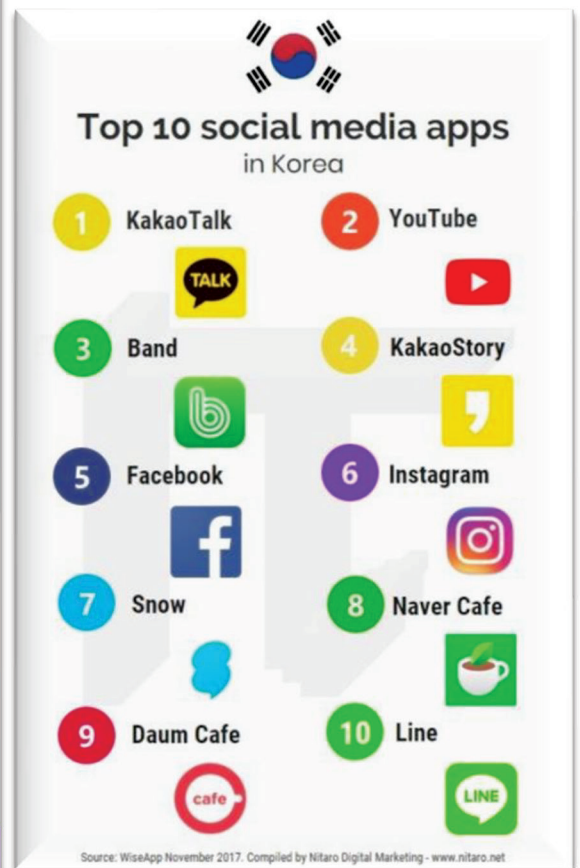 Top 10 social media apps
in Korea
1 KakaoTalk
2 YouTube
TALK
3 Band
4 KakaoStory
5 Facebook
6 Instagram
7 Snow
8 Naver Cafe
9 Daum Cafe
10 Line
cafe
LINE
Source: WiseApp November 2017. Compiled by Nitaro Digital Marketing - www.nitaro.net